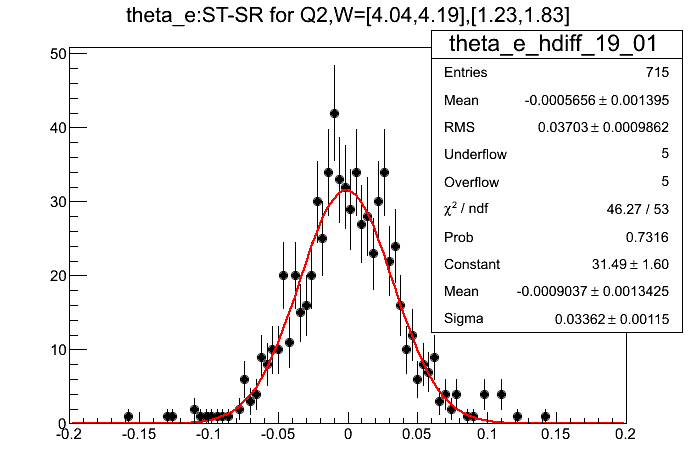 theta_e:ST-SR for Q2,W=[4.04,4.19],[1.23,1.83]
theta_e_hdiff_19_01
Entries 715
Mean -0.0005656 ± 0.001395
RMS 0.03703 ± 0.0009862
Underflow 5
Overflow 5
χ² / ndf 46.27 / 53
Prob 0.7316
Constant 31.49 ± 1.60
Mean -0.0009037 ± 0.0013425
Sigma 0.03362 ± 0.00115
50
40
30
20
10
0
-0.2 -0.15 -0.1 -0.05 0 0.05 0.1 0.15 0.2